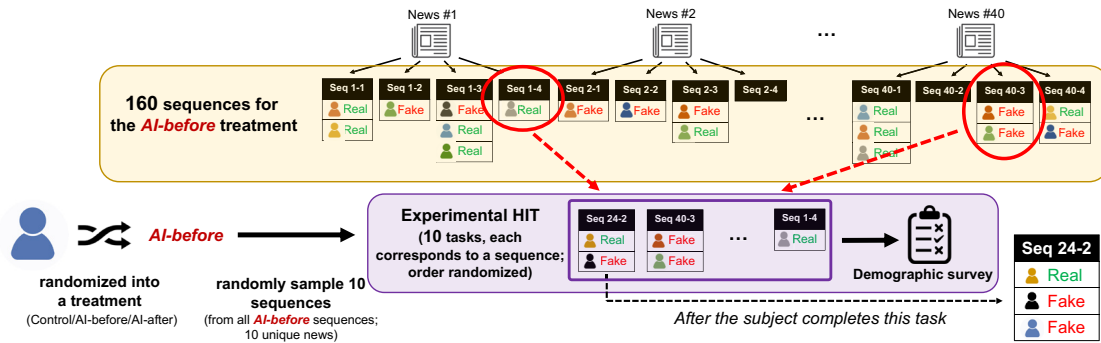 News #1
News #2
...
News #40
160 sequences for
the AI-before treatment
Seq 1-1
Real
Real
Seq 1-2
Fake
Seq 1-3
Fake
Real
Real
Seq 1-4
Real
Seq 2-1
Fake
Seq 2-2
Fake
Seq 2-3
Fake
Real
Seq 2-4
...
Seq 40-1
Real
Real
Real
Seq 40-2
Seq 40-3
Fake
Fake
Seq 40-4
Real
Fake
randomized into
a treatment
(Control/AI-before/AI-after)
AI-before
randomly sample 10
sequences
(from all AI-before sequences;
10 unique news)
Experimental HIT
(10 tasks, each
corresponds to a sequence;
order randomized)
Seq 24-2
Real
Fake
Seq 40-3
Fake
Fake
...
Seq 1-4
Real
Demographic survey
After the subject completes this task
Seq 24-2
Real
Fake
Fake